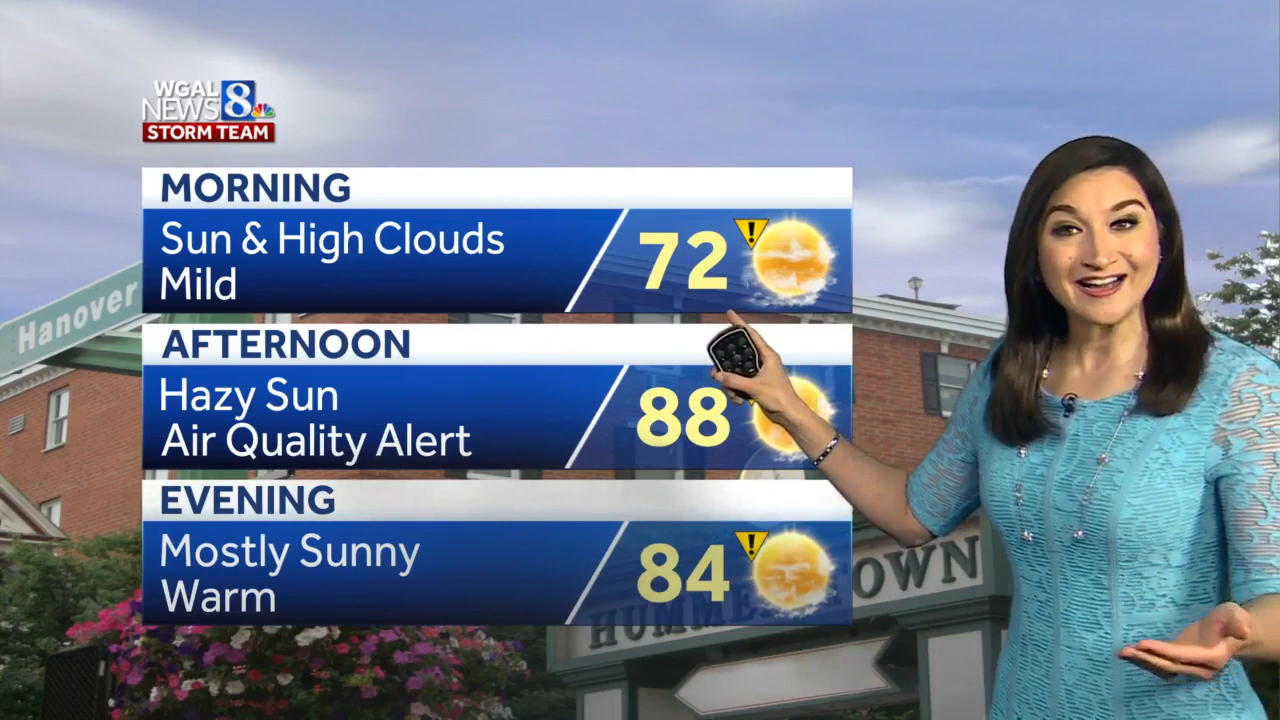 WGAL
NEWS 8
STORM TEAM
MORNING
Sun & High Clouds
Mild
72
AFTERNOON
Hazy Sun
Air Quality Alert
88
EVENING
Mostly Sunny
Warm
84
Hanover